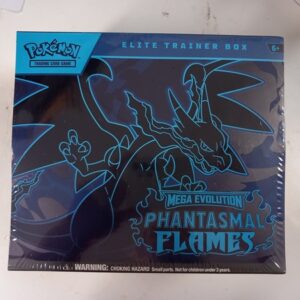 POKÉMON
TRADING CARD GAME
ELITE TRAINER BOX
6+
MEGA EVOLUTION
PHANTASMAL
FLAMES
WARNING: CHOKING HAZARD Small parts. Not for children under 3 years.